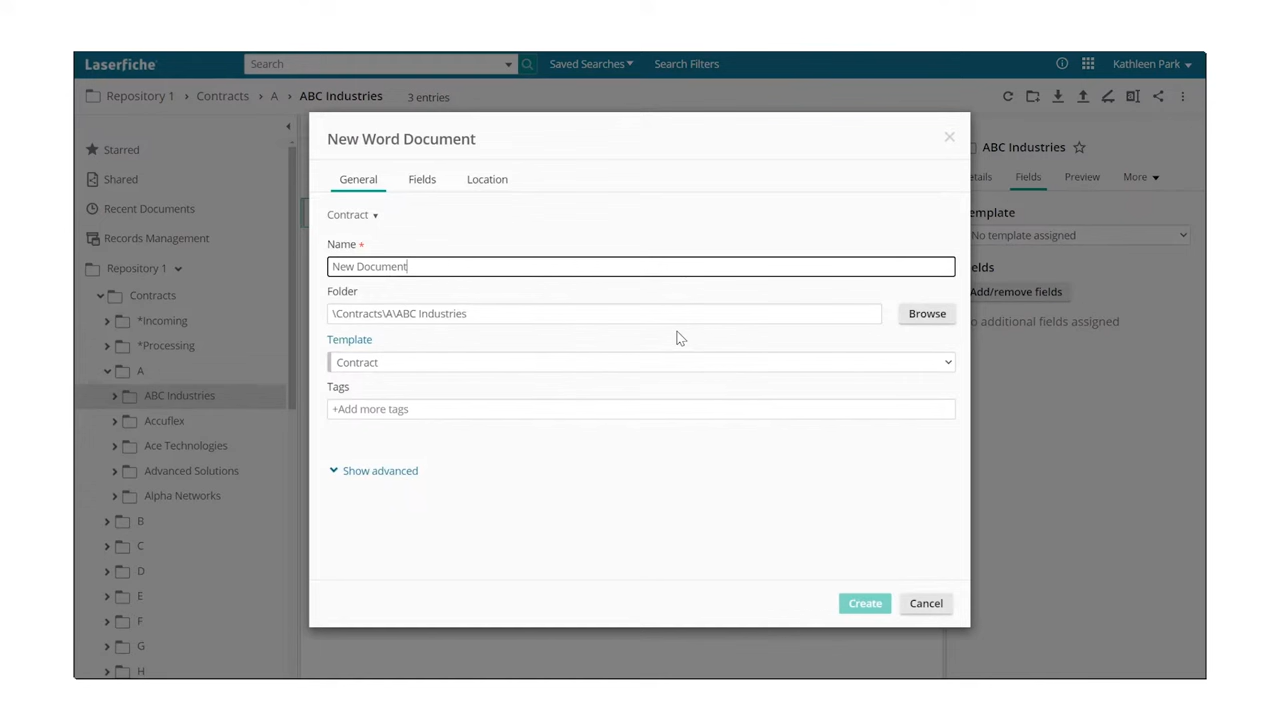 Laserfiche
Search
Saved Searches
Search Filters
Kathleen Park
Repository 1 > Contracts > A > ABC Industries 3 entries
Starred
Shared
Recent Documents
Records Management
Repository 1
Contracts
*Incoming
*Processing
A
ABC Industries
Accuflex
Ace Technologies
Advanced Solutions
Alpha Networks
B
C
D
E
F
G
H
New Word Document
General Fields Location
Contract
Name *
New Document
Folder
\Contracts\A\ABC Industries
Browse
Template
Contract
Tags
+Add more tags
Show advanced
Create Cancel
ABC Industries
etails Fields Preview More
emplate
No template assigned
elds
Add/remove fields
o additional fields assigned